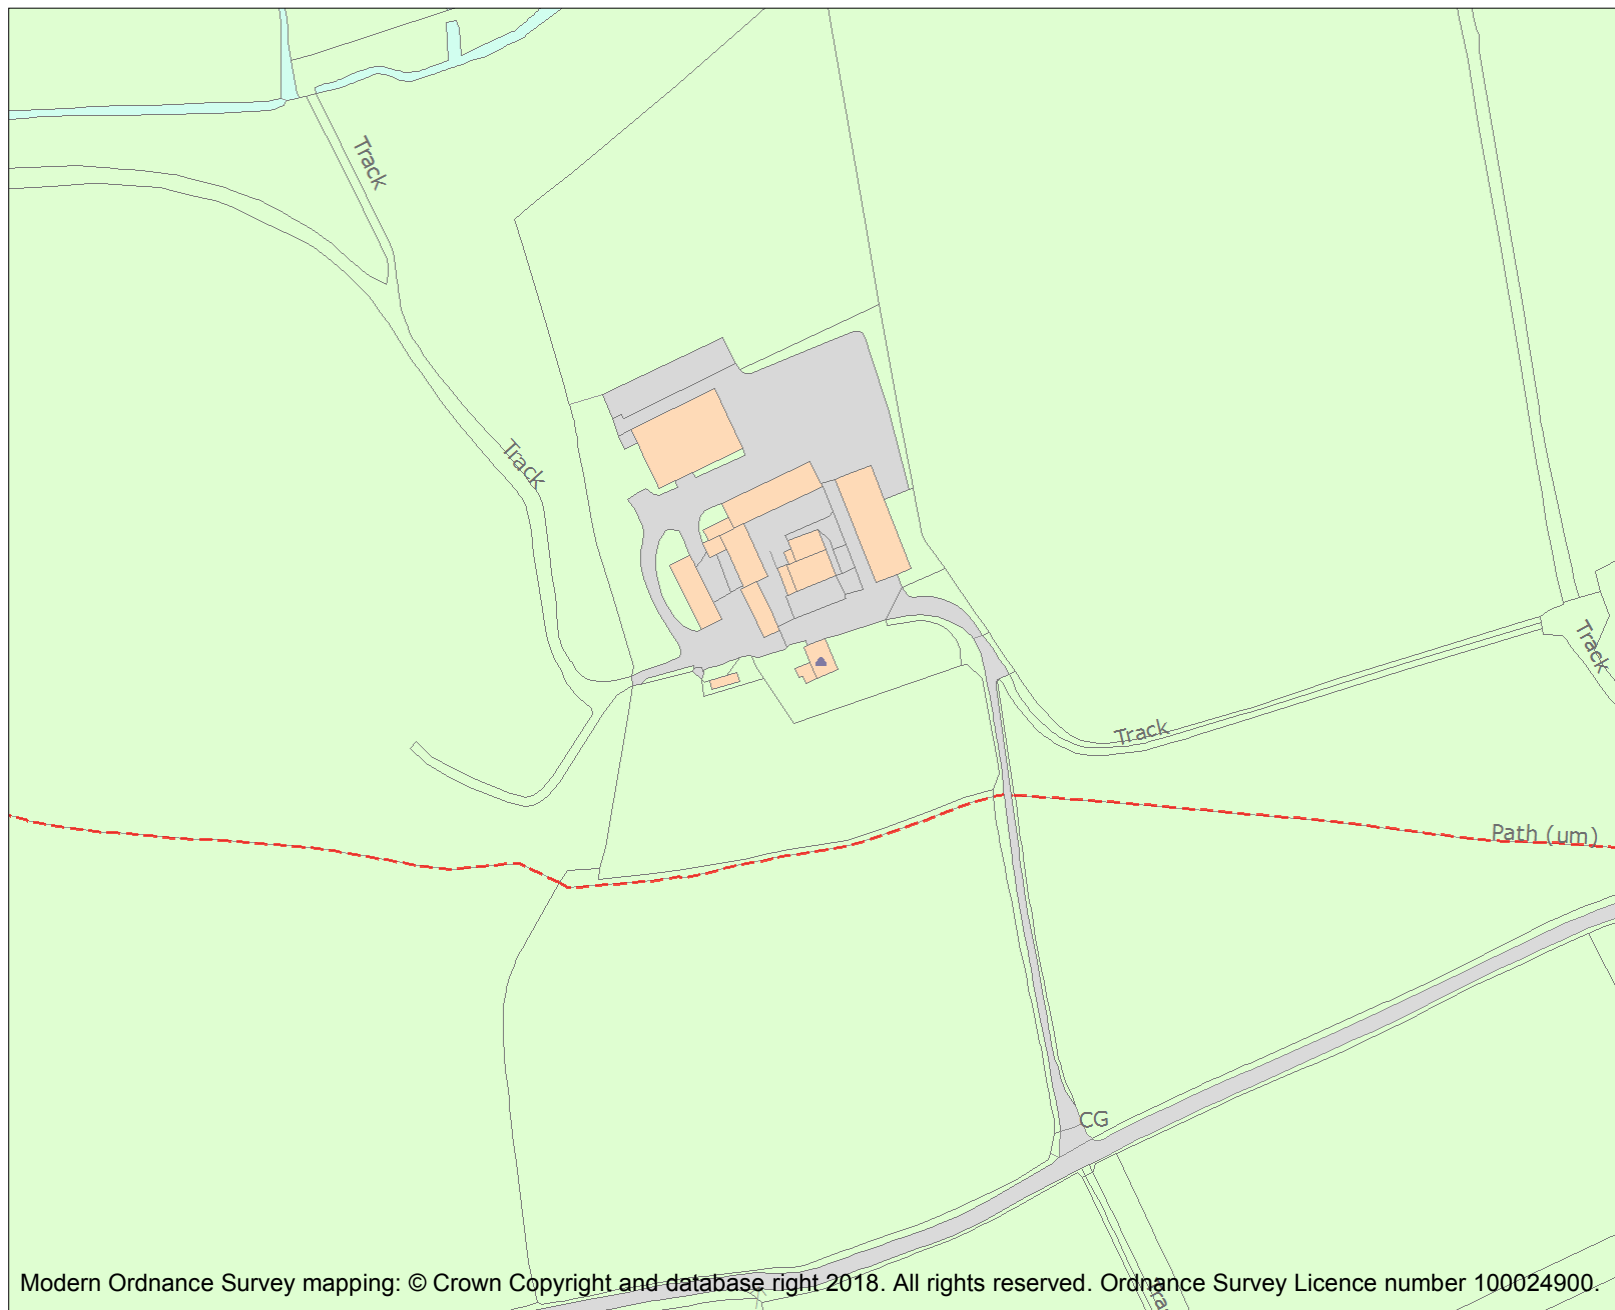 Track
Track
Track
Track
Path (um)
CG
Modern Ordnance Survey mapping: © Crown Copyright and database right 2018. All rights reserved. Ordnance Survey Licence number 100024900.